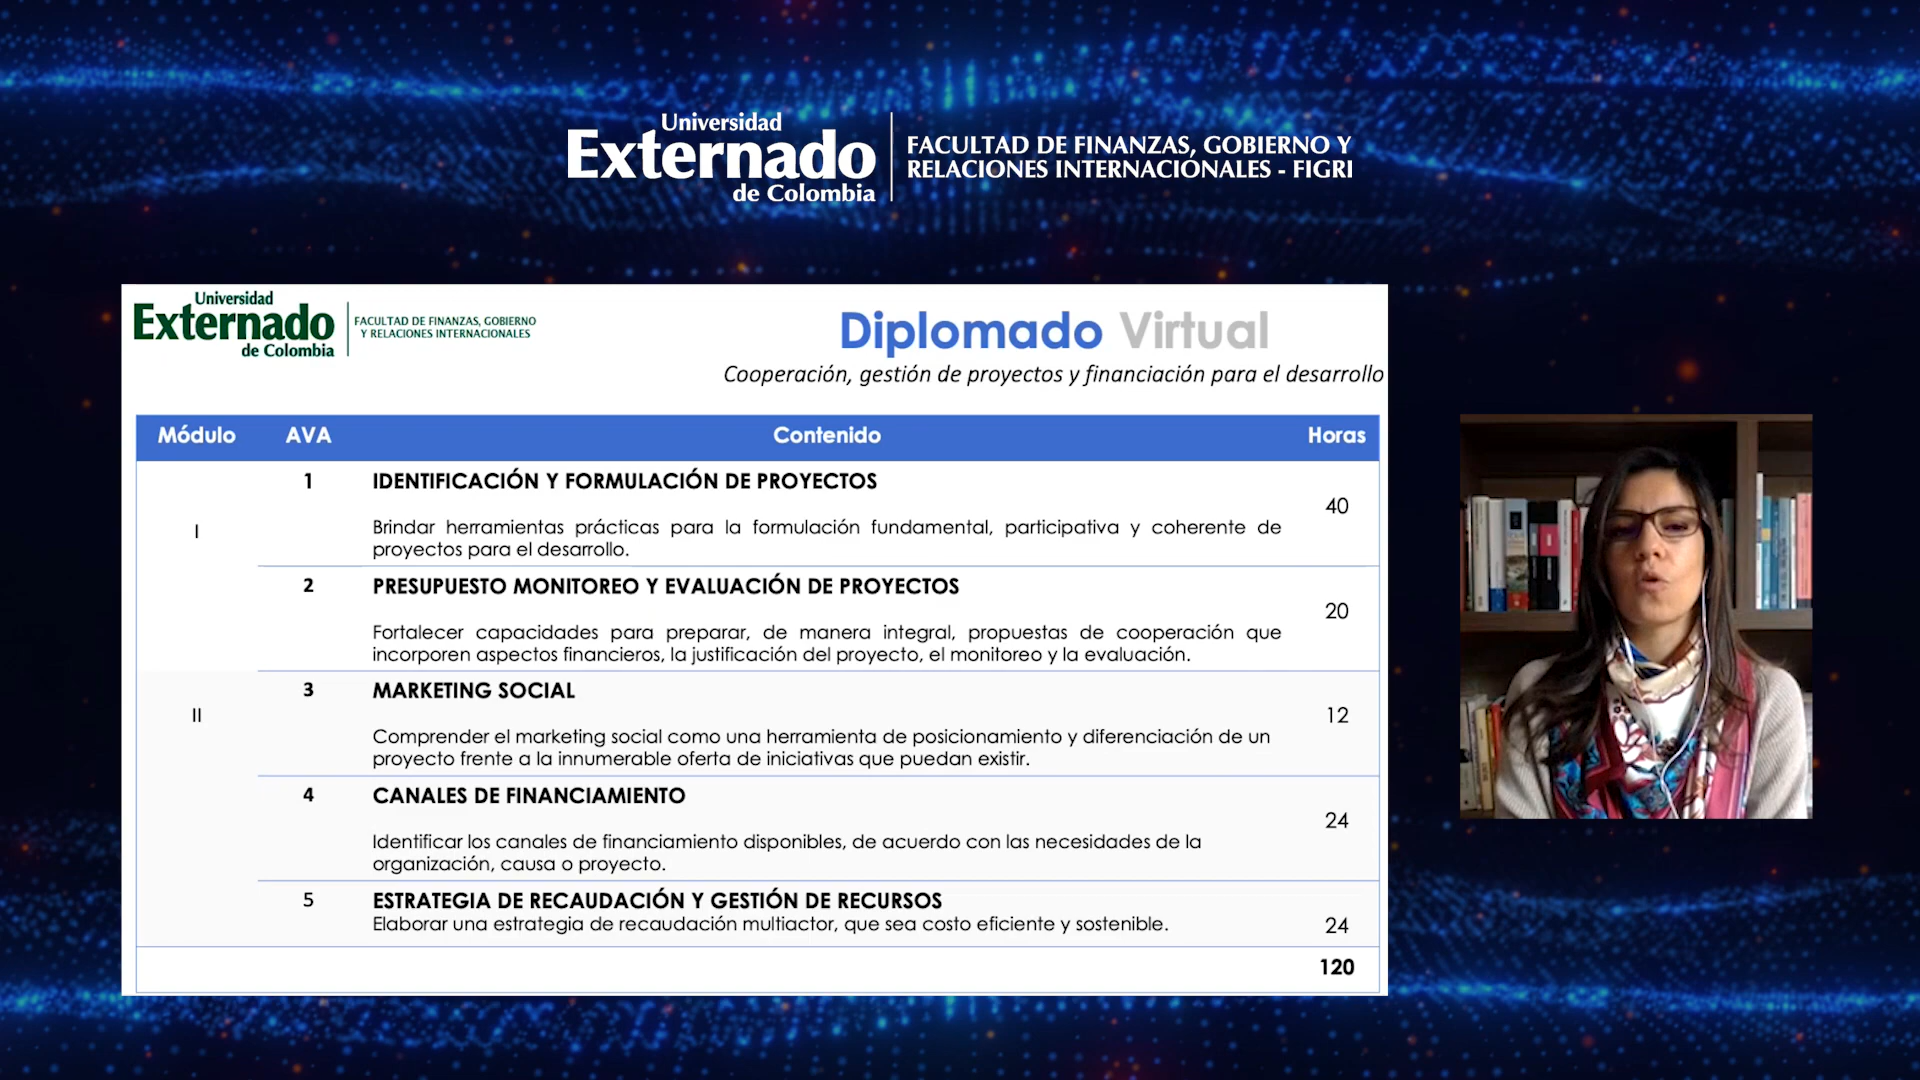 Universidad
Externado
de Colombia
FACULTAD DE FINANZAS, GOBIERNO Y
RELACIONES INTERNACIONALES - FIGRI
Universidad
Externado
de Colombia
FACULTAD DE FINANZAS, GOBIERNO
Y RELACIONES INTERNACIONALES
Diplomado Virtual
Cooperación, gestión de proyectos y financiación para el desarrollo
Módulo AVA Contenido Horas
I
1 IDENTIFICACIÓN Y FORMULACIÓN DE PROYECTOS
40
Brindar herramientas prácticas para la formulación fundamental, participativa y coherente de
proyectos para el desarrollo.
2 PRESUPUESTO MONITOREO Y EVALUACIÓN DE PROYECTOS
20
Fortalecer capacidades para preparar, de manera integral, propuestas de cooperación que
incorporen aspectos financieros, la justificación del proyecto, el monitoreo y la evaluación.
II
3 MARKETING SOCIAL
12
Comprender el marketing social como una herramienta de posicionamiento y diferenciación de un
proyecto frente a la innumerable oferta de iniciativas que puedan existir.
4 CANALES DE FINANCIAMIENTO
24
Identificar los canales de financiamiento disponibles, de acuerdo con las necesidades de la
organización, causa o proyecto.
5 ESTRATEGIA DE RECAUDACIÓN Y GESTIÓN DE RECURSOS
Elaborar una estrategia de recaudación multiactor, que sea costo eficiente y sostenible.
24
120